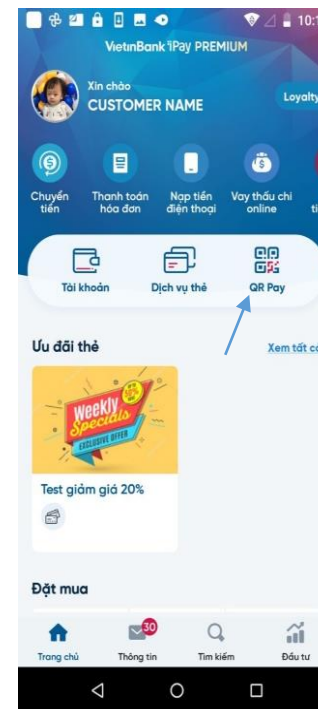 10:1
VietinBank iPay PREMIUM
Xin chào
CUSTOMER NAME
Loyalty
Chuyển tiền
Thanh toán hóa đơn
Nạp tiền điện thoại
Vay thấu chi online
Tài khoản
Dịch vụ thẻ
QR Pay
Ưu đãi thẻ
Xem tất cả
Weekly
Specials
EXCLUSIVE OFFER
Test giảm giá 20%
Đặt mua
30
Trang chủ
Thông tin
Tìm kiếm
Đầu tư